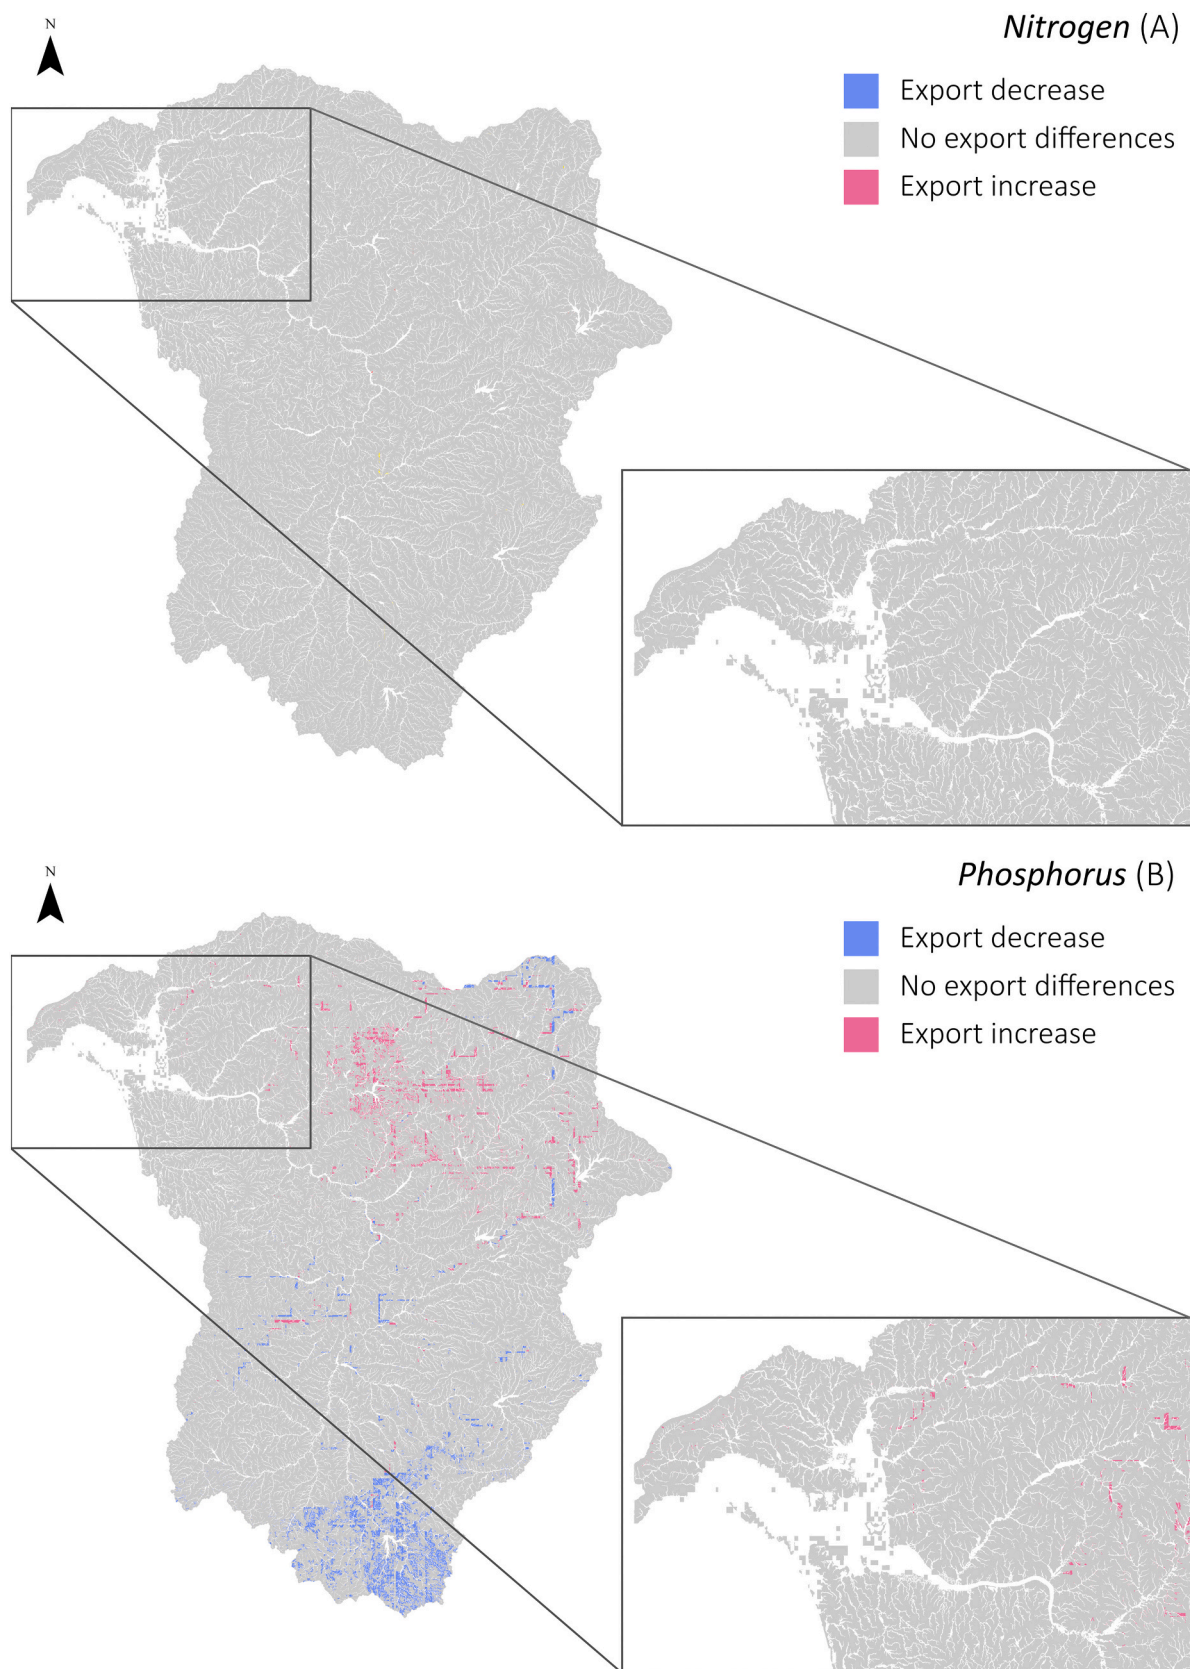 N
Nitrogen (A)
Export decrease
No export differences
Export increase
N
Phosphorus (B)
Export decrease
No export differences
Export increase